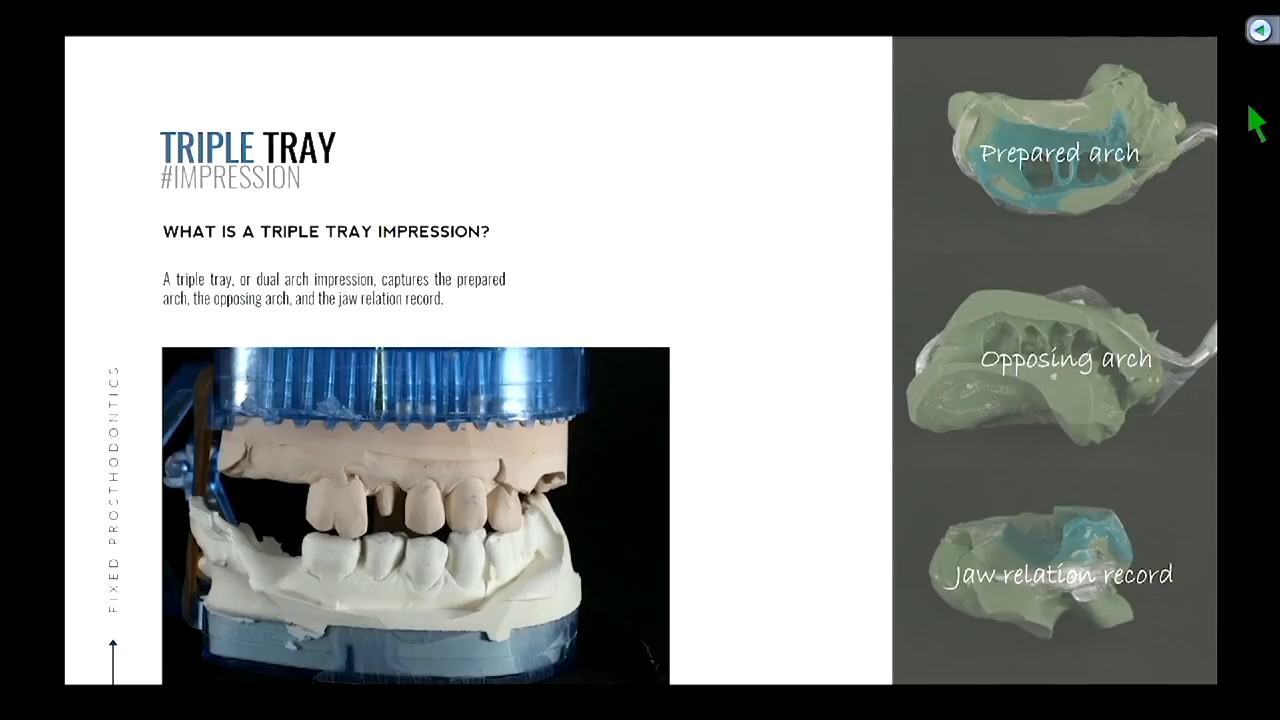 TRIPLE TRAY
#IMPRESSION
WHAT IS A TRIPLE TRAY IMPRESSION?
A triple tray, or dual arch impression, captures the prepared
arch, the opposing arch, and the jaw relation record.
FIXED PROSTHODONTICS
Prepared arch
Opposing arch
Jaw relation record